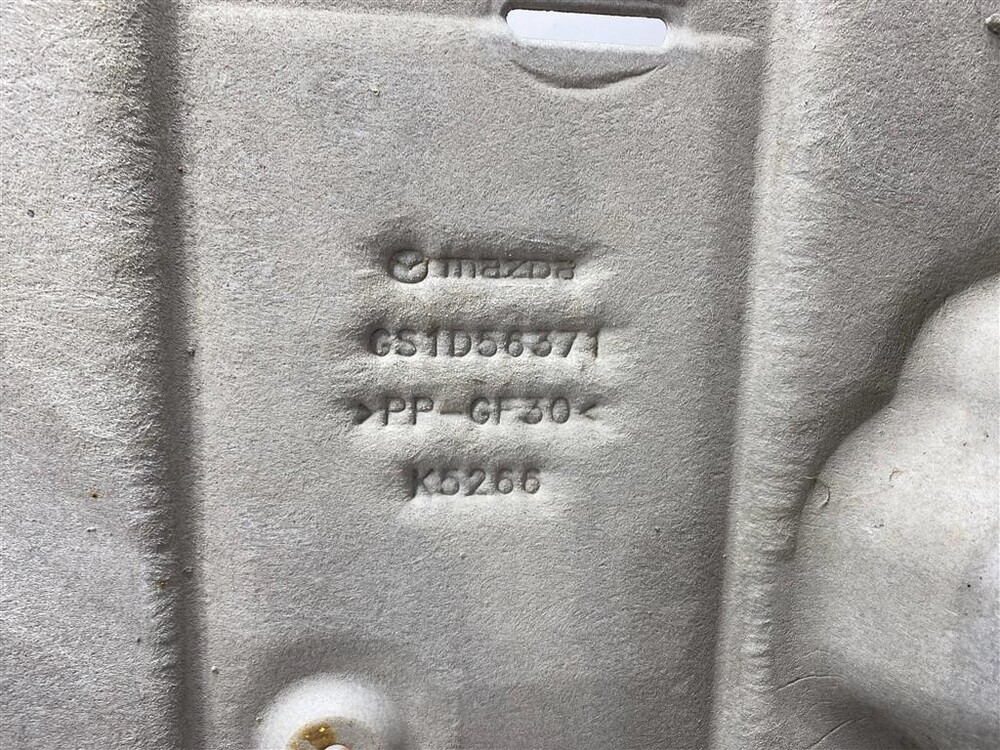 mazda
GS1D56371
>PP-GF30<
K5266